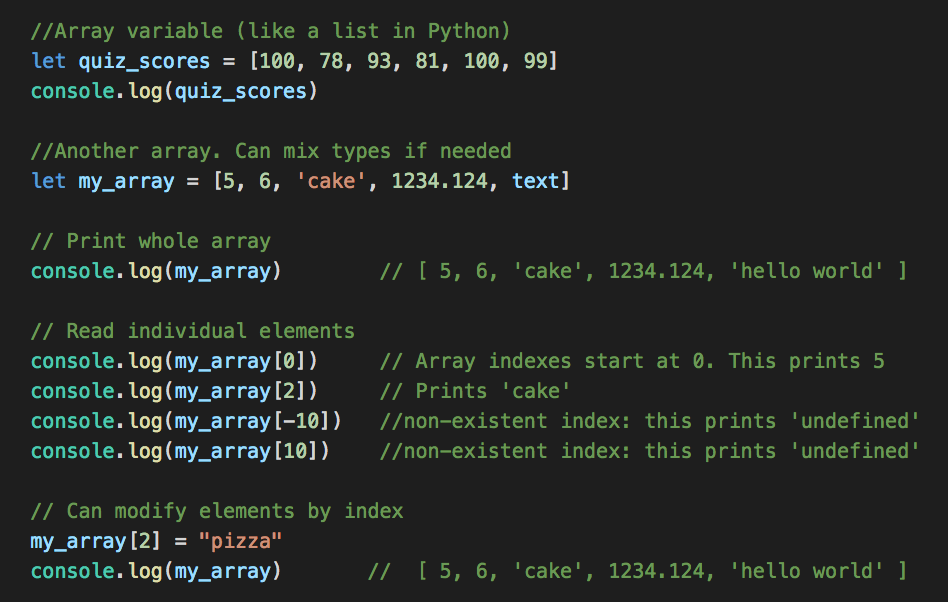 //Array variable (like a list in Python)
let quiz_scores = [100, 78, 93, 81, 100, 99]
console.log(quiz_scores)

//Another array. Can mix types if needed
let my_array = [5, 6, 'cake', 1234.124, text]

// Print whole array
console.log(my_array)        // [ 5, 6, 'cake', 1234.124, 'hello world' ]

// Read individual elements
console.log(my_array[0])     // Array indexes start at 0. This prints 5
console.log(my_array[2])     // Prints 'cake'
console.log(my_array[-10])   //non-existent index: this prints 'undefined'
console.log(my_array[10])    //non-existent index: this prints 'undefined'

// Can modify elements by index
my_array[2] = "pizza"
console.log(my_array)       //  [ 5, 6, 'cake', 1234.124, 'hello world' ]